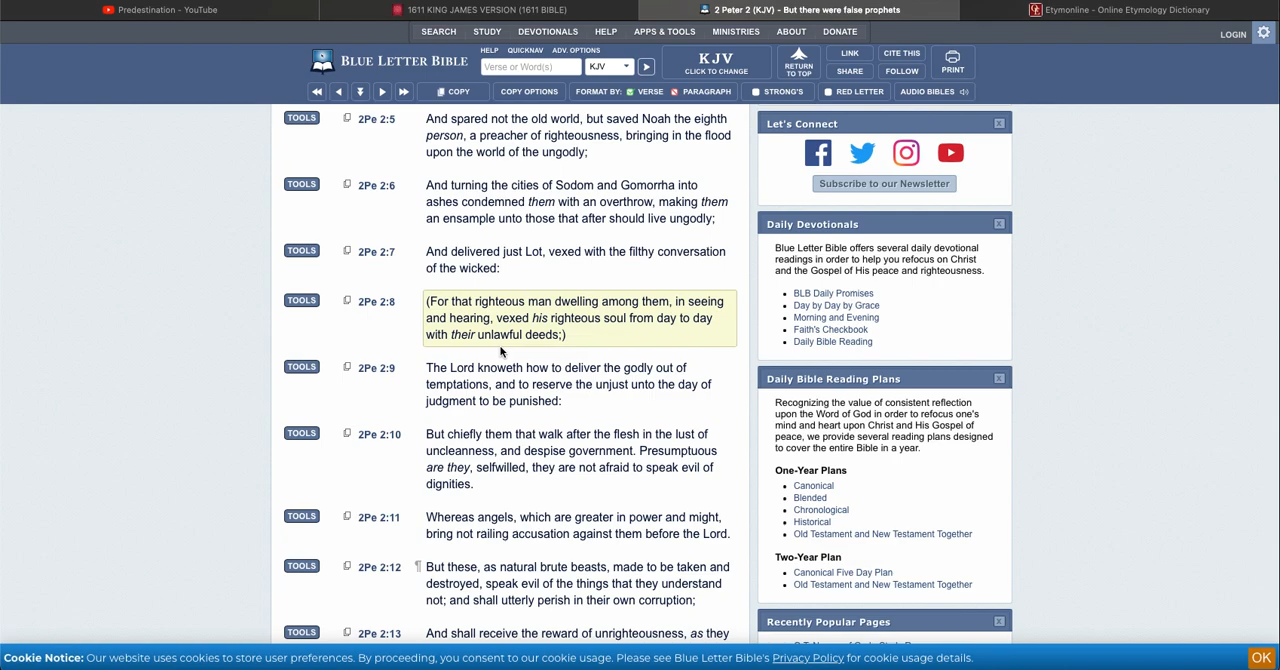 Predestination - YouTube
1611 KING JAMES VERSION (1611 BIBLE)
2 Peter 2 (KJV) - But there were false prophets
Etymonline - Online Etymology Dictionary
SEARCH STUDY DEVOTIONALS HELP APPS & TOOLS MINISTRIES ABOUT DONATE
LOGIN
BLUE LETTER BIBLE
HELP QUICKNAV ADV. OPTIONS
Verse or Word(s)
KJV
KJV
CLICK TO CHANGE
RETURN
TO TOP
LINK
CITE THIS
SHARE
FOLLOW
PRINT
COPY
COPY OPTIONS
FORMAT BY: VERSE PARAGRAPH
STRONG'S
RED LETTER
AUDIO BIBLES
TOOLS
2Pe 2:5
And spared not the old world, but saved Noah the eighth
person, a preacher of righteousness, bringing in the flood
upon the world of the ungodly;
TOOLS
2Pe 2:6
And turning the cities of Sodom and Gomorrha into
ashes condemned them with an overthrow, making them
an ensample unto those that after should live ungodly;
TOOLS
2Pe 2:7
And delivered just Lot, vexed with the filthy conversation
of the wicked:
TOOLS
2Pe 2:8
(For that righteous man dwelling among them, in seeing
and hearing, vexed his righteous soul from day to day
with their unlawful deeds;)
TOOLS
2Pe 2:9
The Lord knoweth how to deliver the godly out of
temptations, and to reserve the unjust unto the day of
judgment to be punished:
TOOLS
2Pe 2:10
But chiefly them that walk after the flesh in the lust of
uncleanness, and despise government. Presumptuous
are they, selfwilled, they are not afraid to speak evil of
dignities.
TOOLS
2Pe 2:11
Whereas angels, which are greater in power and might,
bring not railing accusation against them before the Lord.
TOOLS
2Pe 2:12
¶ But these, as natural brute beasts, made to be taken and
destroyed, speak evil of the things that they understand
not; and shall utterly perish in their own corruption;
TOOLS
2Pe 2:13
And shall receive the reward of unrighteousness, as they
Let's Connect
Subscribe to our Newsletter
Daily Devotionals
Blue Letter Bible offers several daily devotional
readings in order to help you refocus on Christ
and the Gospel of His peace and righteousness.
BLB Daily Promises
Day by Day by Grace
Morning and Evening
Faith's Checkbook
Daily Bible Reading
Daily Bible Reading Plans
Recognizing the value of consistent reflection
upon the Word of God in order to refocus one's
mind and heart upon Christ and His Gospel of
peace, we provide several reading plans designed
to cover the entire Bible in a year.
One-Year Plans
Canonical
Blended
Chronological
Historical
Old Testament and New Testament Together
Two-Year Plan
Canonical Five Day Plan
Old Testament and New Testament Together
Recently Popular Pages
Cookie Notice: Our website uses cookies to store user preferences. By proceeding, you consent to our cookie usage. Please see Blue Letter Bible's Privacy Policy for cookie usage details.
OK